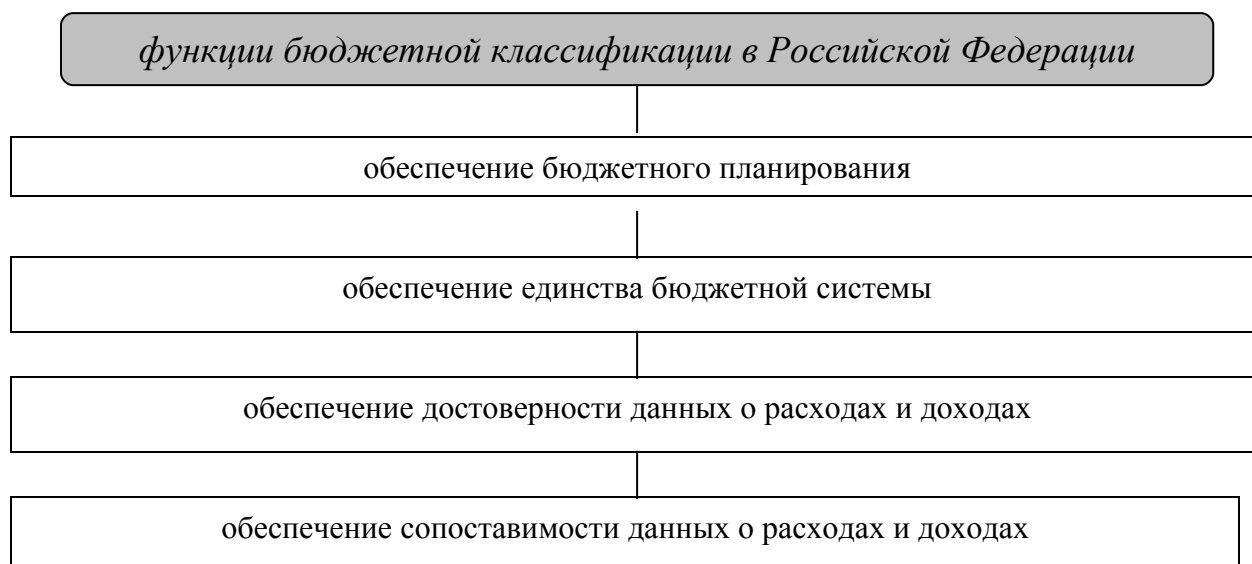 функции бюджетной классификации в Российской Федерации
обеспечение бюджетного планирования
обеспечение единства бюджетной системы
обеспечение достоверности данных о расходах и доходах
обеспечение сопоставимости данных о расходах и доходах